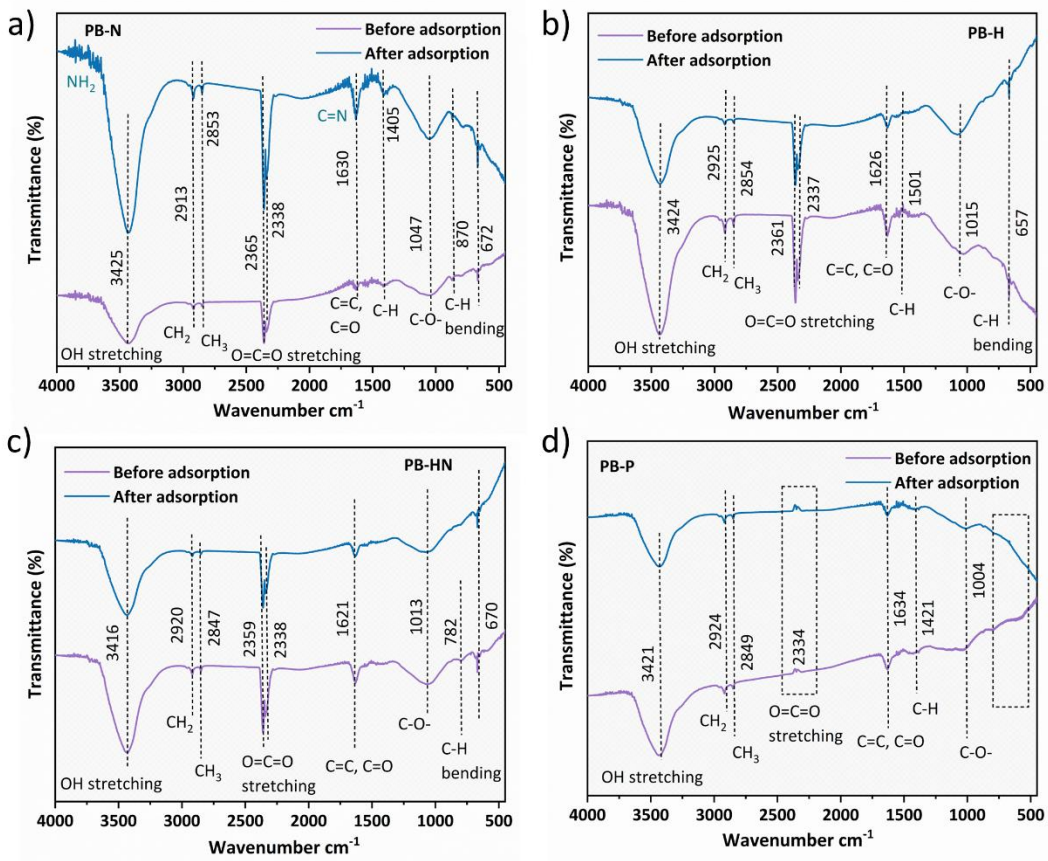 a)
PB-N
Before adsorption
After adsorption
NH2
C=N
3425
2913
2853
2365
2338
1630
1405
1047
870
672
OH stretching
CH2
CH3
O=C=O stretching
C=C,
C=O
C-H
C-O-
C-H
bending
Transmittance (%)
4000 3500 3000 2500 2000 1500 1000 500
Wavenumber cm-1
b)
Before adsorption
After adsorption
PB-H
3424
2925
2854
2361
2337
1626
1501
1015
657
OH stretching
CH2
CH3
O=C=O stretching
C=C, C=O
C-H
C-O-
C-H
bending
Transmittance (%)
4000 3500 3000 2500 2000 1500 1000 500
Wavenumber cm-1
c)
PB-HN
Before adsorption
After adsorption
3416
2920
2847
2359
2338
1621
1013
782
670
OH stretching
CH2
CH3
O=C=O
stretching
C=C, C=O
C-O-
C-H
bending
Transmittance (%)
4000 3500 3000 2500 2000 1500 1000 500
Wavenumber cm-1
d)
PB-P
Before adsorption
After adsorption
3421
2924
2849
2334
1634
1421
1004
OH stretching
CH2
CH3
O=C=O
stretching
C=C, C=O
C-H
C-O-
Transmittance (%)
4000 3500 3000 2500 2000 1500 1000 500
Wavenumber cm-1